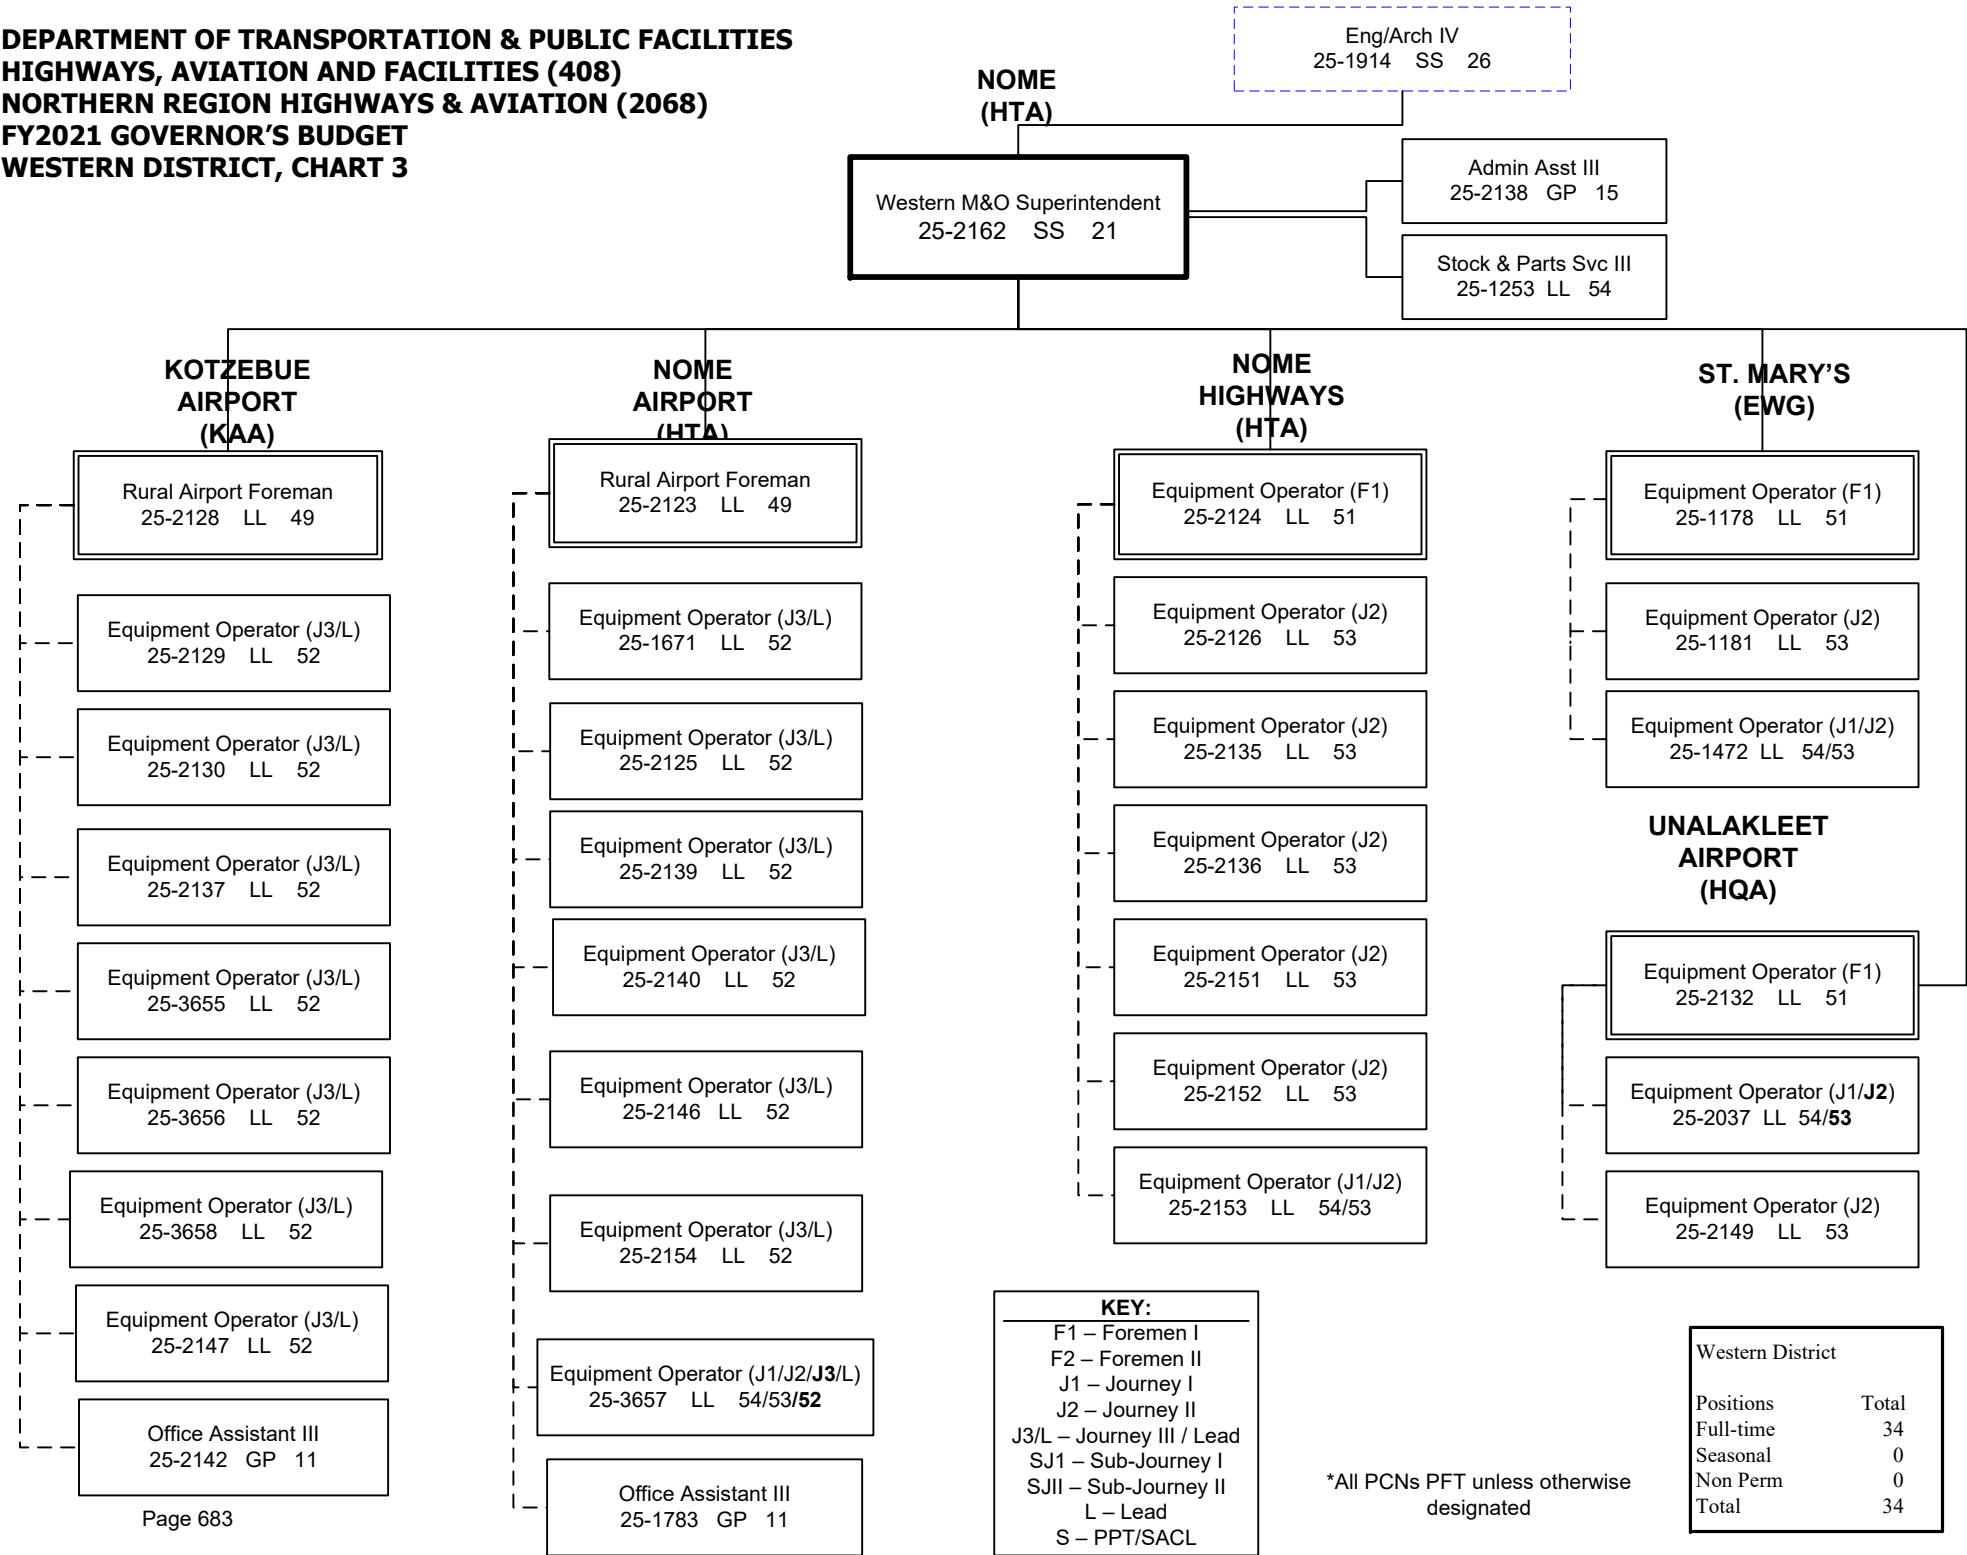 DEPARTMENT OF TRANSPORTATION & PUBLIC FACILITIES
HIGHWAYS, AVIATION AND FACILITIES (408)
NORTHERN REGION HIGHWAYS & AVIATION (2068)
FY2021 GOVERNOR’S BUDGET
WESTERN DISTRICT, CHART 3
Eng/Arch IV
25-1914 SS 26
NOME
(HTA)
Western M&O Superintendent
25-2162 SS 21
Admin Asst III
25-2138 GP 15
Stock & Parts Svc III
25-1253 LL 54
KOTZEBUE
AIRPORT
(KAA)
Rural Airport Foreman
25-2128 LL 49
Equipment Operator (J3/L)
25-2129 LL 52
Equipment Operator (J3/L)
25-2130 LL 52
Equipment Operator (J3/L)
25-2137 LL 52
Equipment Operator (J3/L)
25-3655 LL 52
Equipment Operator (J3/L)
25-3656 LL 52
Equipment Operator (J3/L)
25-3658 LL 52
Equipment Operator (J3/L)
25-2147 LL 52
Office Assistant III
25-2142 GP 11
Page 683
NOME
AIRPORT
(HTA)
Rural Airport Foreman
25-2123 LL 49
Equipment Operator (J3/L)
25-1671 LL 52
Equipment Operator (J3/L)
25-2125 LL 52
Equipment Operator (J3/L)
25-2139 LL 52
Equipment Operator (J3/L)
25-2140 LL 52
Equipment Operator (J3/L)
25-2146 LL 52
Equipment Operator (J3/L)
25-2154 LL 52
Equipment Operator (J1/J2/J3/L)
25-3657 LL 54/53/52
Office Assistant III
25-1783 GP 11
NOME
HIGHWAYS
(HTA)
Equipment Operator (F1)
25-2124 LL 51
Equipment Operator (J2)
25-2126 LL 53
Equipment Operator (J2)
25-2135 LL 53
Equipment Operator (J2)
25-2136 LL 53
Equipment Operator (J2)
25-2151 LL 53
Equipment Operator (J2)
25-2152 LL 53
Equipment Operator (J1/J2)
25-2153 LL 54/53
ST. MARY’S
(EWG)
Equipment Operator (F1)
25-1178 LL 51
Equipment Operator (J2)
25-1181 LL 53
Equipment Operator (J1/J2)
25-1472 LL 54/53
UNALAKLEET
AIRPORT
(HQA)
Equipment Operator (F1)
25-2132 LL 51
Equipment Operator (J1/J2)
25-2037 LL 54/53
Equipment Operator (J2)
25-2149 LL 53
KEY:
F1 – Foremen I
F2 – Foremen II
J1 – Journey I
J2 – Journey II
J3/L – Journey III / Lead
SJ1 – Sub-Journey I
SJII – Sub-Journey II
L – Lead
S – PPT/SACL
*All PCNs PFT unless otherwise
designated
Western District
Positions Total
Full-time 34
Seasonal 0
Non Perm 0
Total 34